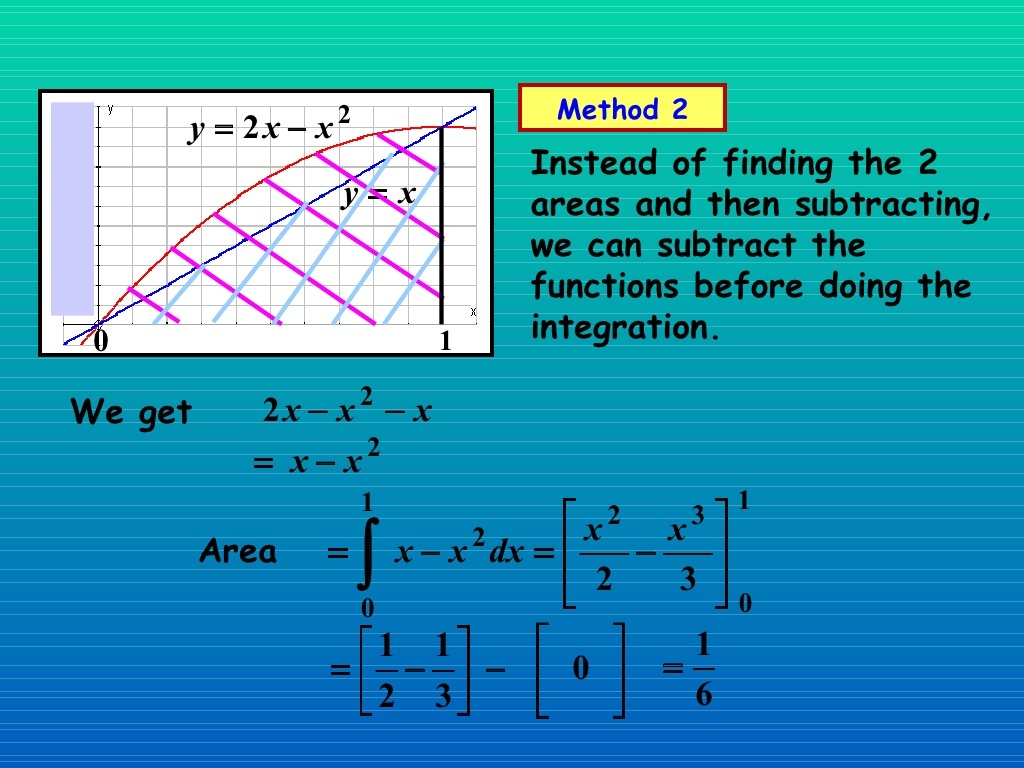 y
y = 2x − x²
y = x
x
0
1
Method 2
Instead of finding the 2
areas and then subtracting,
we can subtract the
functions before doing the
integration.
We get 2x − x² − x
= x − x²
Area = ∫₀¹ x − x² dx = [x²/2 − x³/3]₀¹
= [1/2 − 1/3] − [0] = 1/6